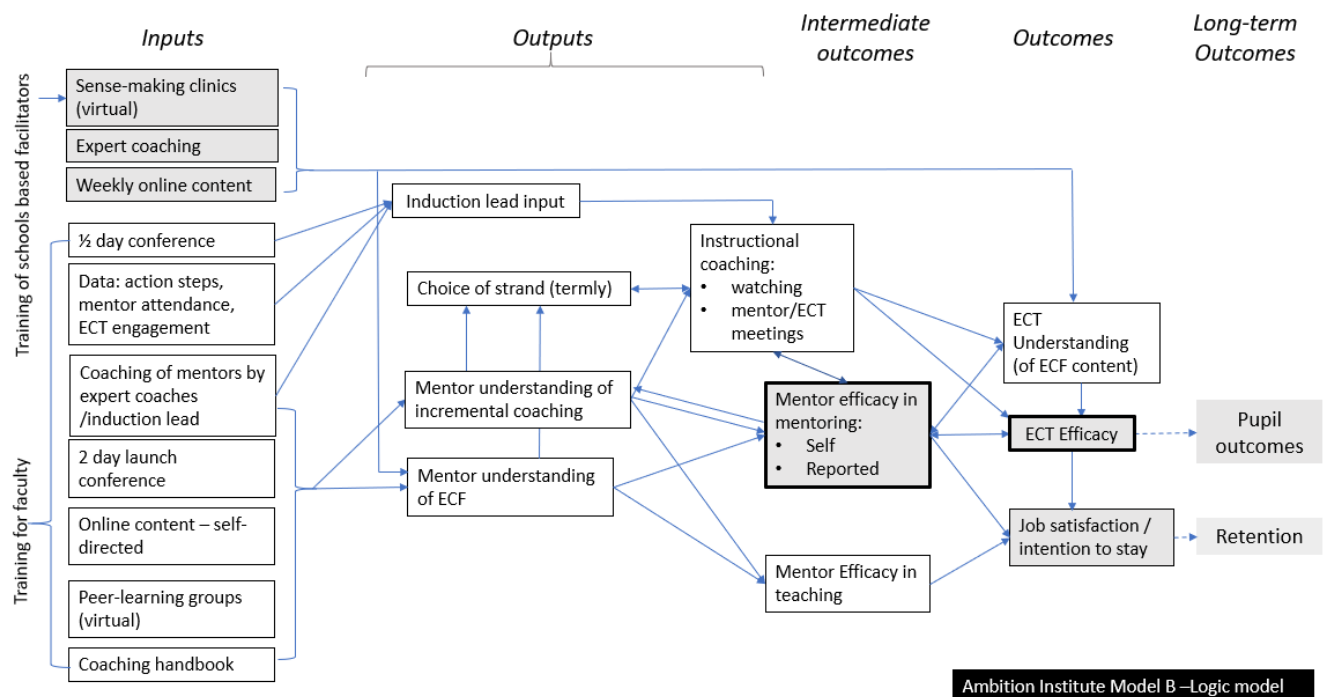 Inputs
Outputs
Intermediate
outcomes
Outcomes
Long-term
Outcomes
Training of schools based facilitators
Training for faculty
Sense-making clinics
(virtual)
Expert coaching
Weekly online content
½ day conference
Data: action steps,
mentor attendance,
ECT engagement
Coaching of mentors by
expert coaches
/induction lead
2 day launch
conference
Online content – self-
directed
Peer-learning groups
(virtual)
Coaching handbook
Induction lead input
Choice of strand (termly)
Mentor understanding of
incremental coaching
Mentor understanding
of ECF
Instructional
coaching:
• watching
• mentor/ECT
meetings
Mentor efficacy in
mentoring:
• Self
• Reported
Mentor Efficacy in
teaching
ECT
Understanding
(of ECF content)
ECT Efficacy
Job satisfaction /
intention to stay
Pupil
outcomes
Retention
Ambition Institute Model B –Logic model